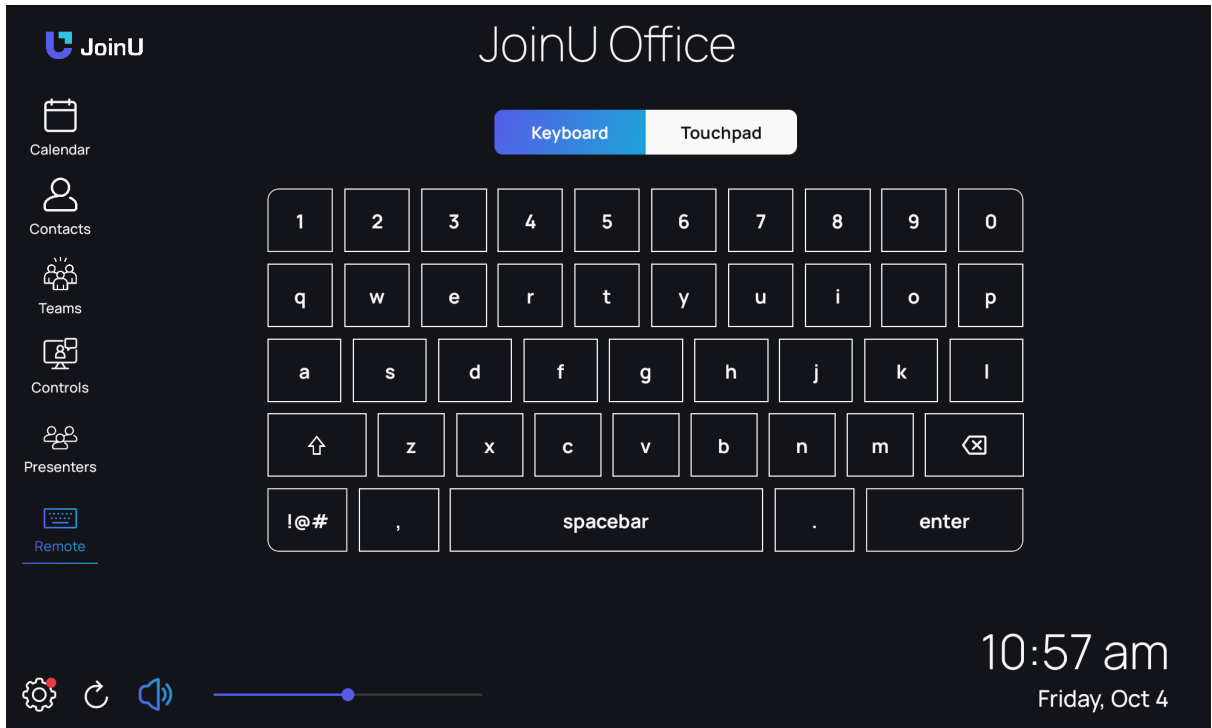 JoinU
JoinU Office
Keyboard Touchpad
Calendar
Contacts
Teams
Controls
Presenters
Remote
1 2 3 4 5 6 7 8 9 0
q w e r t y u i o p
a s d f g h j k l
z x c v b n m
!@# , spacebar . enter
10:57 am
Friday, Oct 4